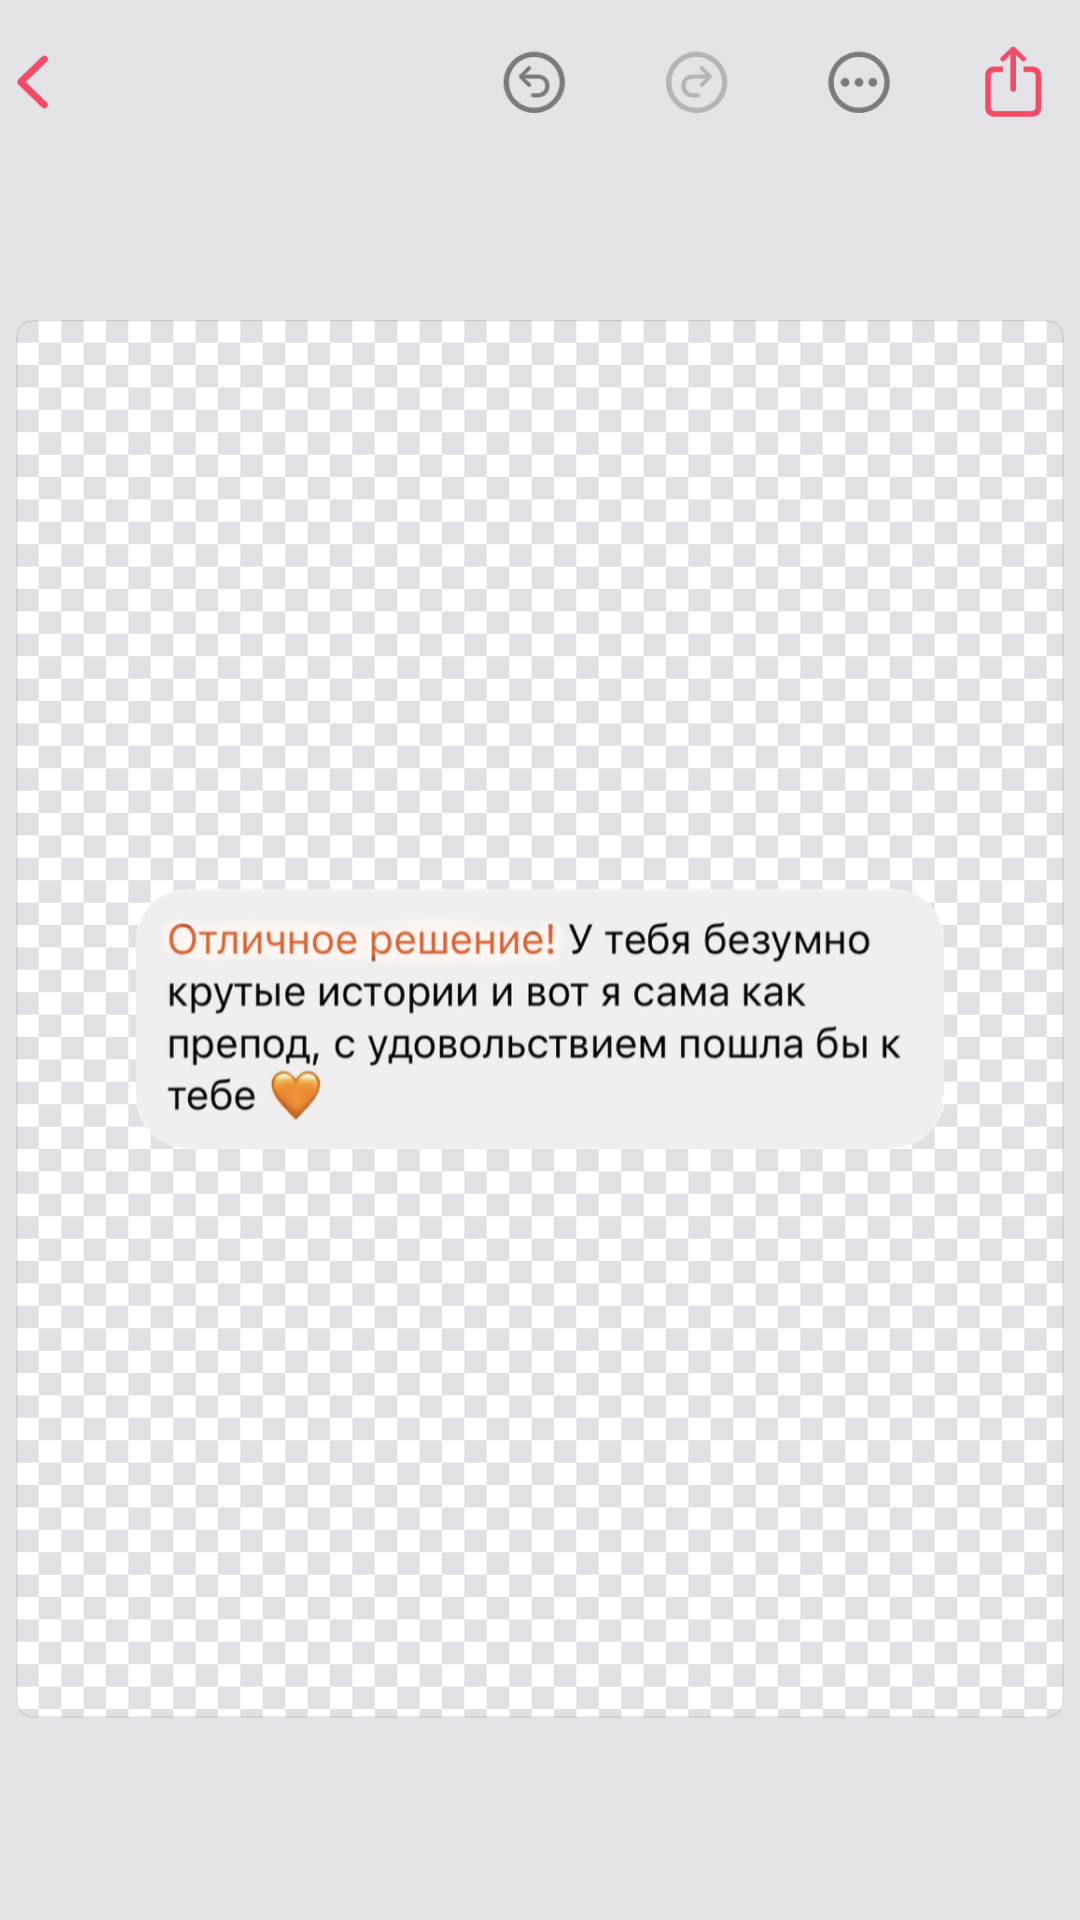 Отличное решение! У тебя безумно
крутые истории и вот я сама как
препод, с удовольствием пошла бы к
тебе 🧡